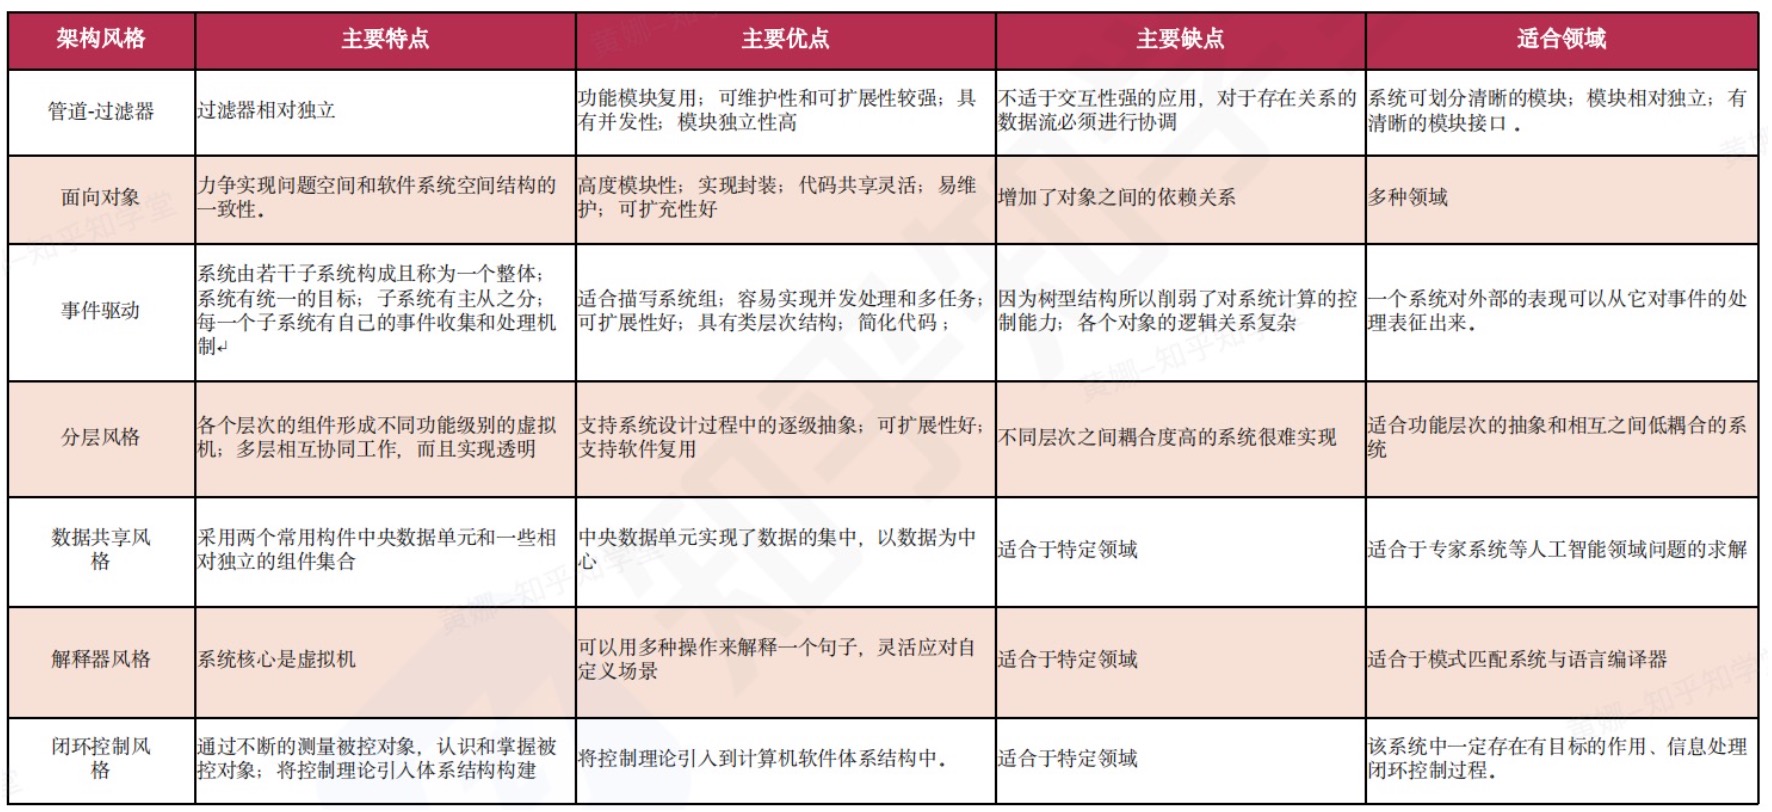 架构风格 主要特点 主要优点 主要缺点 适合领域
管道-过滤器
过滤器相对独立
功能模块复用；可维护性和可扩展性较强；具
有并发性；模块独立性高
不适于交互性强的应用，对于存在关系的
数据流必须进行协调
系统可划分清晰的模块；模块相对独立；有
清晰的模块接口 .
面向对象
力争实现问题空间和软件系统空间结构的
一致性。
高度模块性；实现封装；代码共享灵活；易维
护；可扩充性好
增加了对象之间的依赖关系
多种领域
事件驱动
系统由若干子系统构成且称为一个整体；
系统有统一的目标；子系统有主从之分；
每一个子系统有自己的事件收集和处理机
制↵
适合描写系统组；容易实现并发处理和多任务；
可扩展性好；具有类层次结构；简化代码 ；
因为树型结构所以削弱了对系统计算的控
制能力；各个对象的逻辑关系复杂
一个系统对外部的表现可以从它对事件的处
理表征出来。
分层风格
各个层次的组件形成不同功能级别的虚拟
机；多层相互协同工作，而且实现透明
支持系统设计过程中的逐级抽象；可扩展性好；
支持软件复用
不同层次之间耦合度高的系统很难实现
适合功能层次的抽象和相互之间低耦合的系
统
数据共享风
格
采用两个常用构件中央数据单元和一些相
对独立的组件集合
中央数据单元实现了数据的集中，以数据为中
心
适合于特定领域
适合于专家系统等人工智能领域问题的求解
解释器风格
系统核心是虚拟机
可以用多种操作来解释一个句子，灵活应对自
定义场景
适合于特定领域
适合于模式匹配系统与语言编译器
闭环控制风
格
通过不断的测量被控对象，认识和掌握被
控对象；将控制理论引入体系结构构建
将控制理论引入到计算机软件体系结构中。
适合于特定领域
该系统中一定存在有目标的作用、信息处理
闭环控制过程。
黄娜-知乎知学堂
知乎知学堂